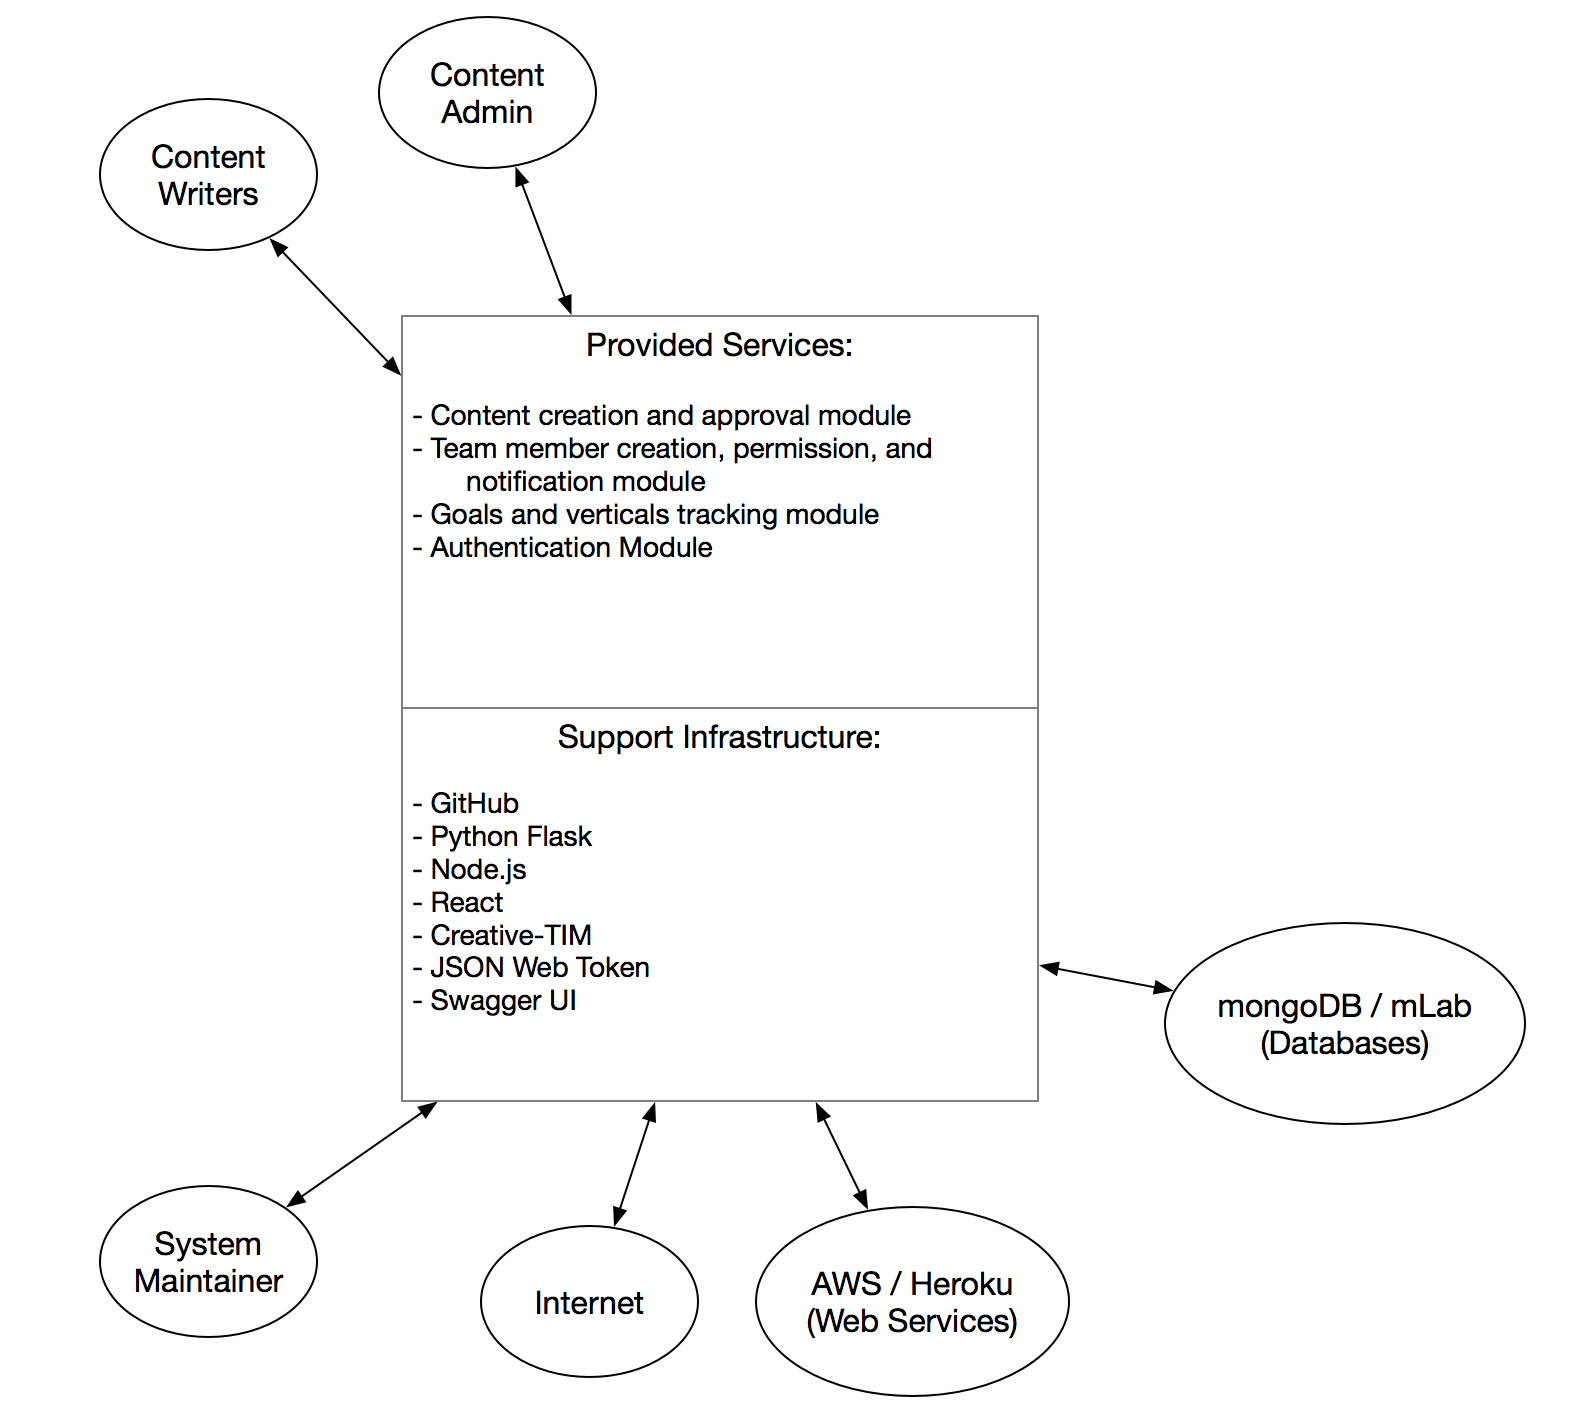 Content
Admin
Content
Writers
Provided Services:
- Content creation and approval module
- Team member creation, permission, and
notification module
- Goals and verticals tracking module
- Authentication Module
Support Infrastructure:
- GitHub
- Python Flask
- Node.js
- React
- Creative-TIM
- JSON Web Token
- Swagger UI
mongoDB / mLab
(Databases)
System
Maintainer
Internet
AWS / Heroku
(Web Services)